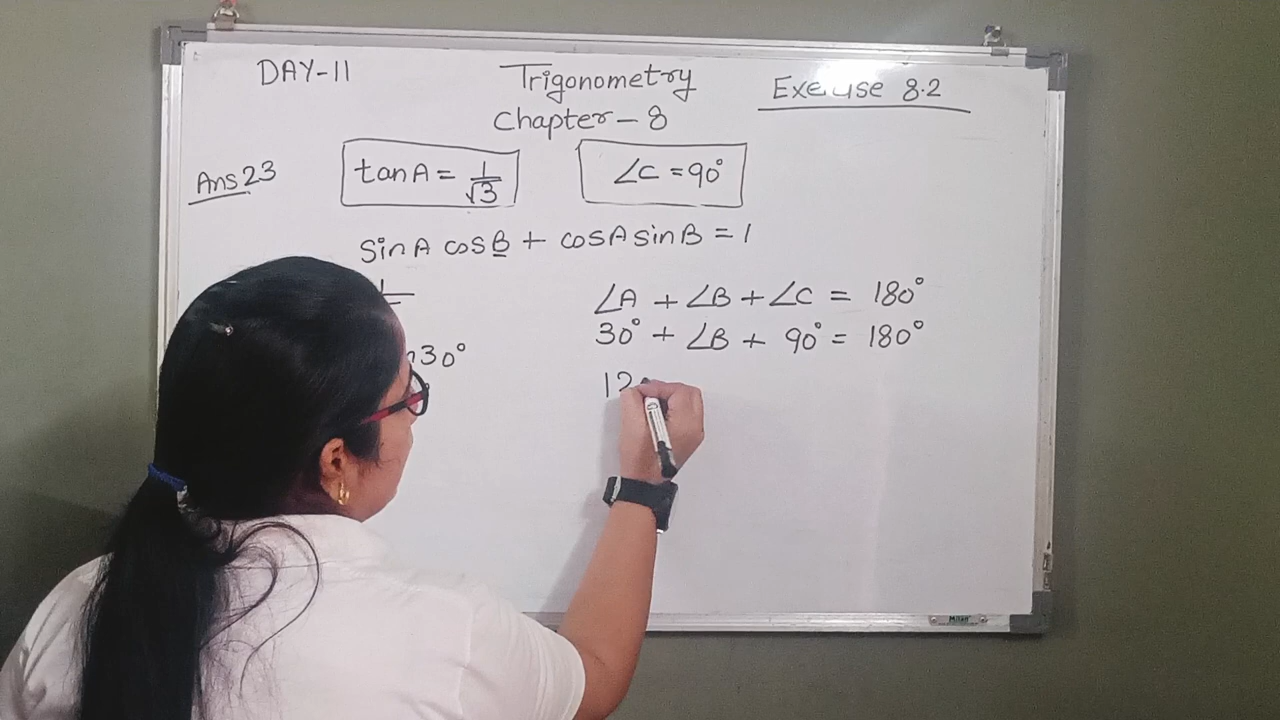 DAY-11
Trigonometry
Chapter-8
Exercise 8.2
Ans 23
tanA = 1/√3
∠C = 90°
sinA cosB + cosA sinB = 1
∠A + ∠B + ∠C = 180°
30° + ∠B + 90° = 180°
30°
12